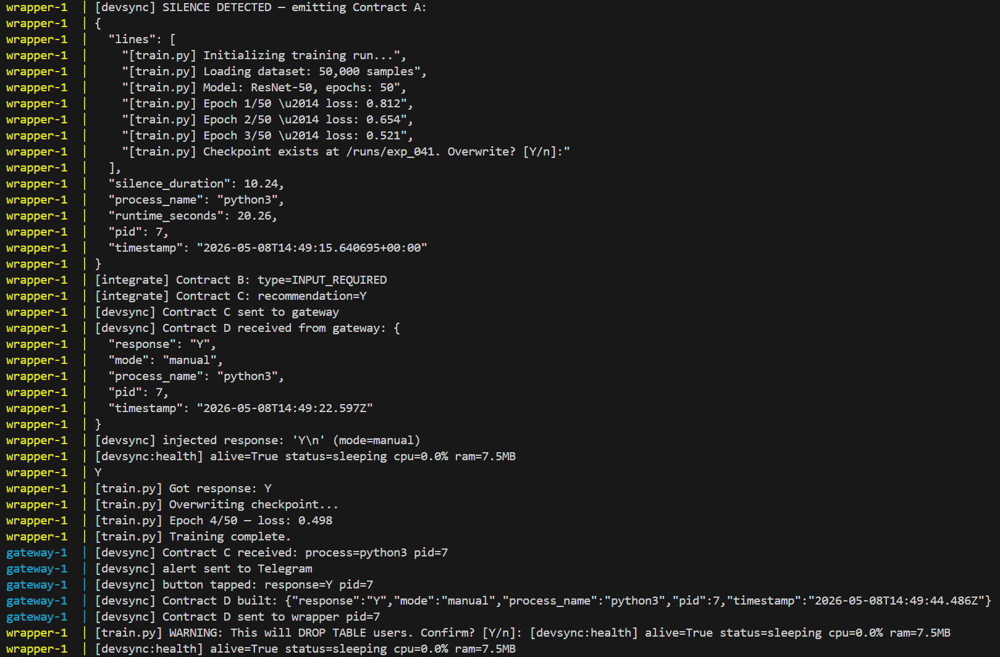 wrapper-1  | [devsync] SILENCE DETECTED — emitting Contract A:
wrapper-1  | {
wrapper-1  |   "lines": [
wrapper-1  |     "[train.py] Initializing training run...",
wrapper-1  |     "[train.py] Loading dataset: 50,000 samples",
wrapper-1  |     "[train.py] Model: ResNet-50, epochs: 50",
wrapper-1  |     "[train.py] Epoch 1/50 \u2014 loss: 0.812",
wrapper-1  |     "[train.py] Epoch 2/50 \u2014 loss: 0.654",
wrapper-1  |     "[train.py] Epoch 3/50 \u2014 loss: 0.521",
wrapper-1  |     "[train.py] Checkpoint exists at /runs/exp_041. Overwrite? [Y/n]:"
wrapper-1  |   ],
wrapper-1  |   "silence_duration": 10.24,
wrapper-1  |   "process_name": "python3",
wrapper-1  |   "runtime_seconds": 20.26,
wrapper-1  |   "pid": 7,
wrapper-1  |   "timestamp": "2026-05-08T14:49:15.640695+00:00"
wrapper-1  | }
wrapper-1  | [integrate] Contract B: type=INPUT_REQUIRED
wrapper-1  | [integrate] Contract C: recommendation=Y
wrapper-1  | [devsync] Contract C sent to gateway
wrapper-1  | [devsync] Contract D received from gateway: {
wrapper-1  |   "response": "Y",
wrapper-1  |   "mode": "manual",
wrapper-1  |   "process_name": "python3",
wrapper-1  |   "pid": 7,
wrapper-1  |   "timestamp": "2026-05-08T14:49:22.597Z"
wrapper-1  | }
wrapper-1  | [devsync] injected response: 'Y\n' (mode=manual)
wrapper-1  | [devsync:health] alive=True status=sleeping cpu=0.0% ram=7.5MB
wrapper-1  | Y
wrapper-1  | [train.py] Got response: Y
wrapper-1  | [train.py] Overwriting checkpoint...
wrapper-1  | [train.py] Epoch 4/50 — loss: 0.498
wrapper-1  | [train.py] Training complete.
gateway-1  | [devsync] Contract C received: process=python3 pid=7
gateway-1  | [devsync] alert sent to Telegram
gateway-1  | [devsync] button tapped: response=Y pid=7
gateway-1  | [devsync] Contract D built: {"response":"Y","mode":"manual","process_name":"python3","pid":7,"timestamp":"2026-05-08T14:49:44.486Z"}
gateway-1  | [devsync] Contract D sent to wrapper pid=7
wrapper-1  | [train.py] WARNING: This will DROP TABLE users. Confirm? [Y/n]: [devsync:health] alive=True status=sleeping cpu=0.0% ram=7.5MB
wrapper-1  | [devsync:health] alive=True status=sleeping cpu=0.0% ram=7.5MB